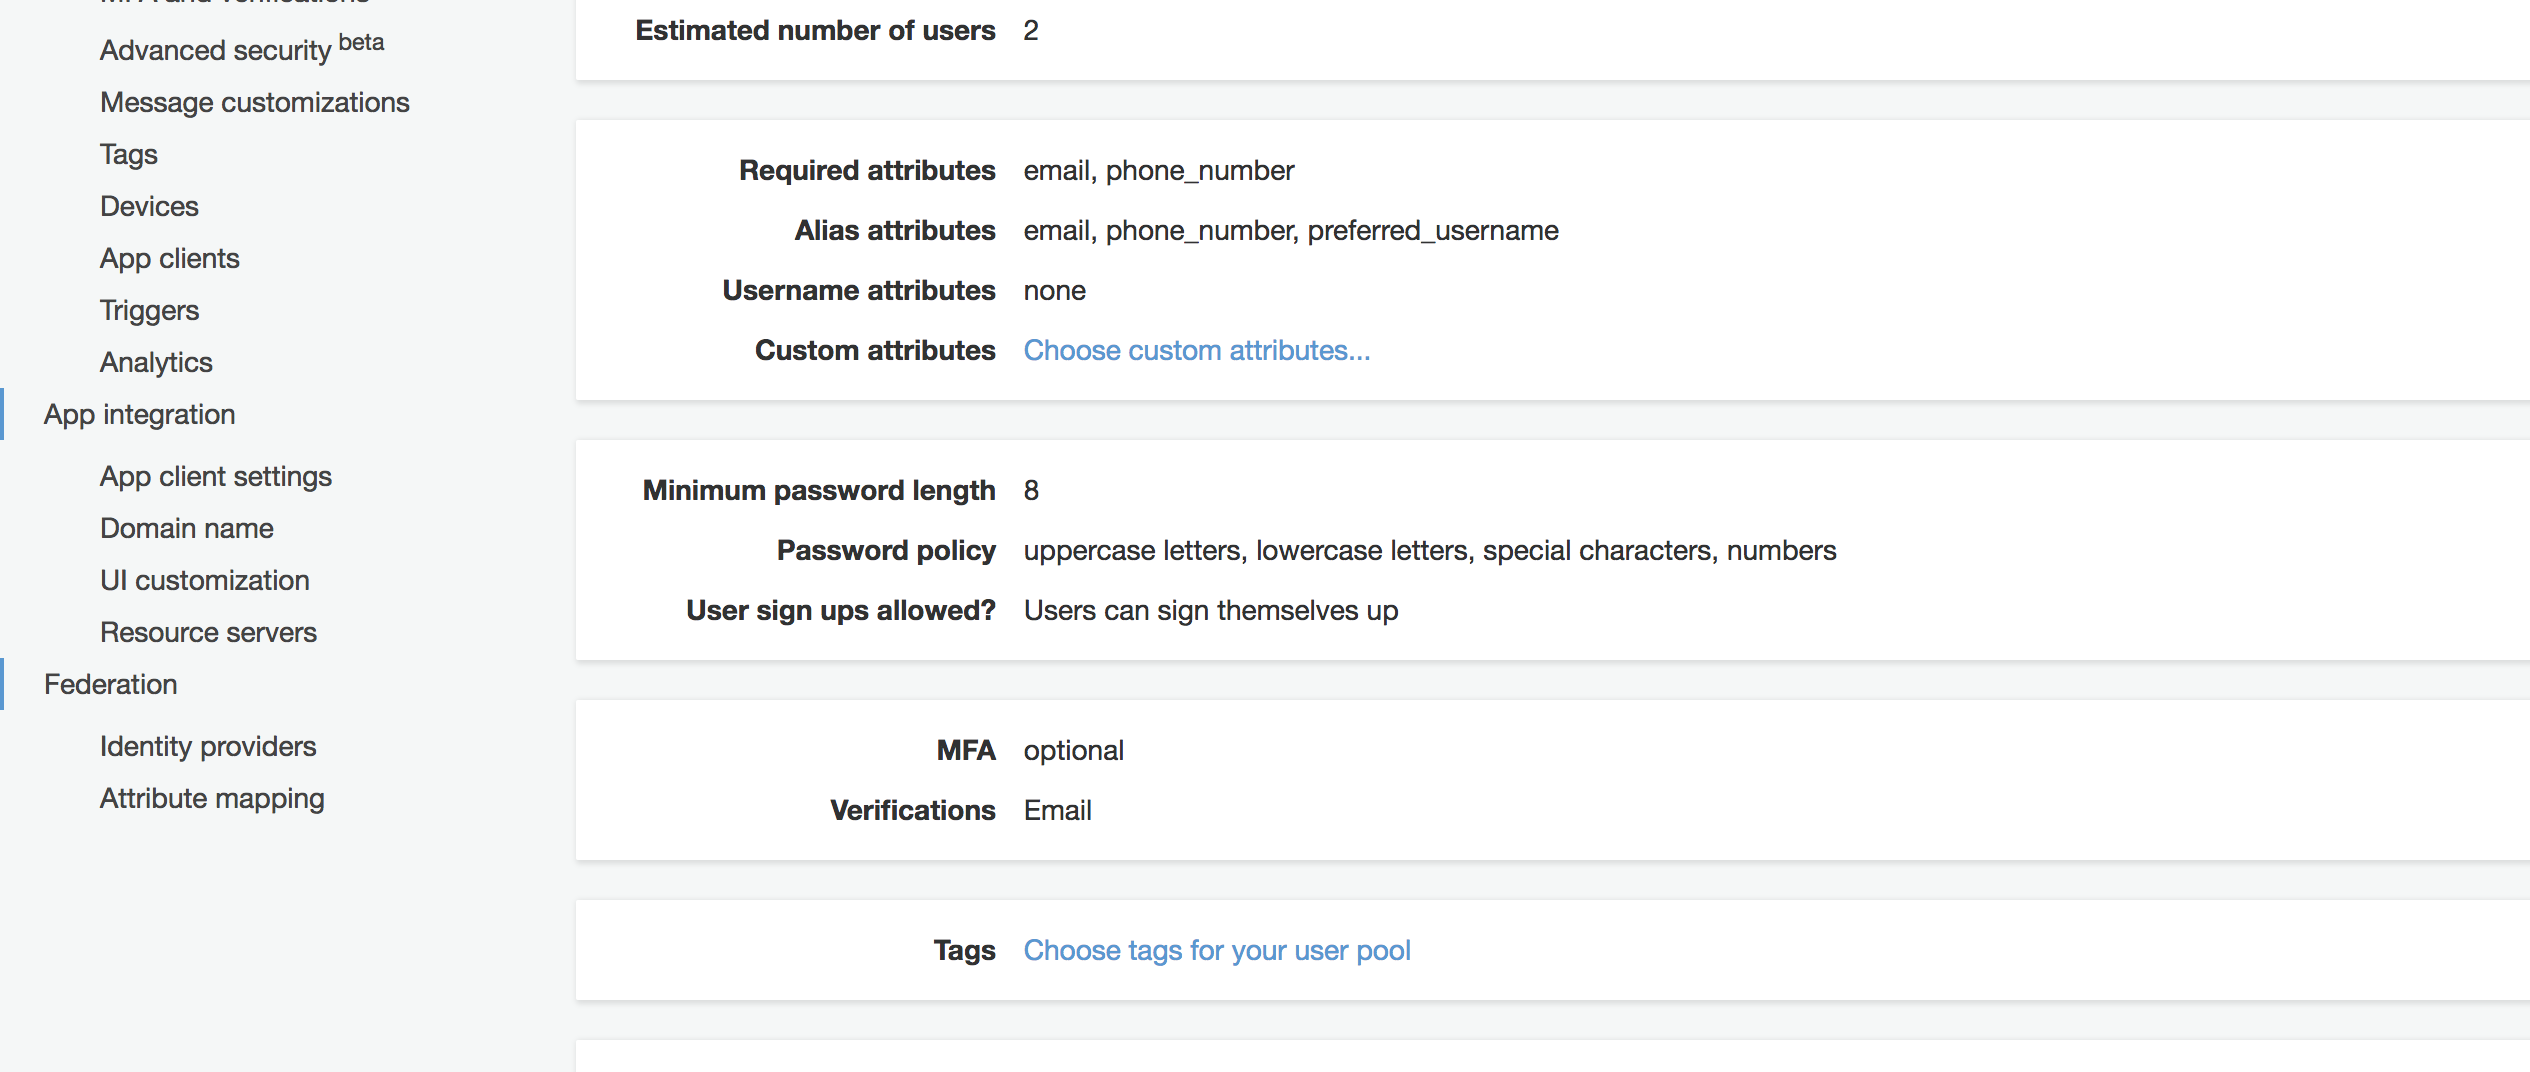 Advanced security beta
Message customizations
Tags
Devices
App clients
Triggers
Analytics
App integration
App client settings
Domain name
UI customization
Resource servers
Federation
Identity providers
Attribute mapping
Estimated number of users 2
Required attributes email, phone_number
Alias attributes email, phone_number, preferred_username
Username attributes none
Custom attributes Choose custom attributes...
Minimum password length 8
Password policy uppercase letters, lowercase letters, special characters, numbers
User sign ups allowed? Users can sign themselves up
MFA optional
Verifications Email
Tags Choose tags for your user pool